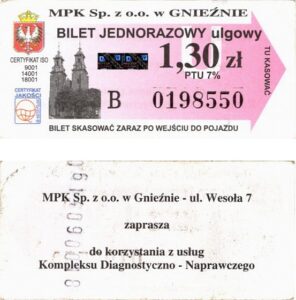 MPK Sp. z o.o. w GNIEŹNIE
BILET JEDNORAZOWY ulgowy
CERTYFIKAT ISO
9001
14001
18001
1,30 zł
PTU 7%
TU KASOWAĆ
CERTYFIKAT
JAKOŚCI
B 0198550
BILET SKASOWAĆ ZARAZ PO WEJŚCIU DO POJAZDU
MPK Sp. z o.o. w Gnieźnie - ul. Wesoła 7
zaprasza
do korzystania z usług
Kompleksu Diagnostyczno - Naprawczego